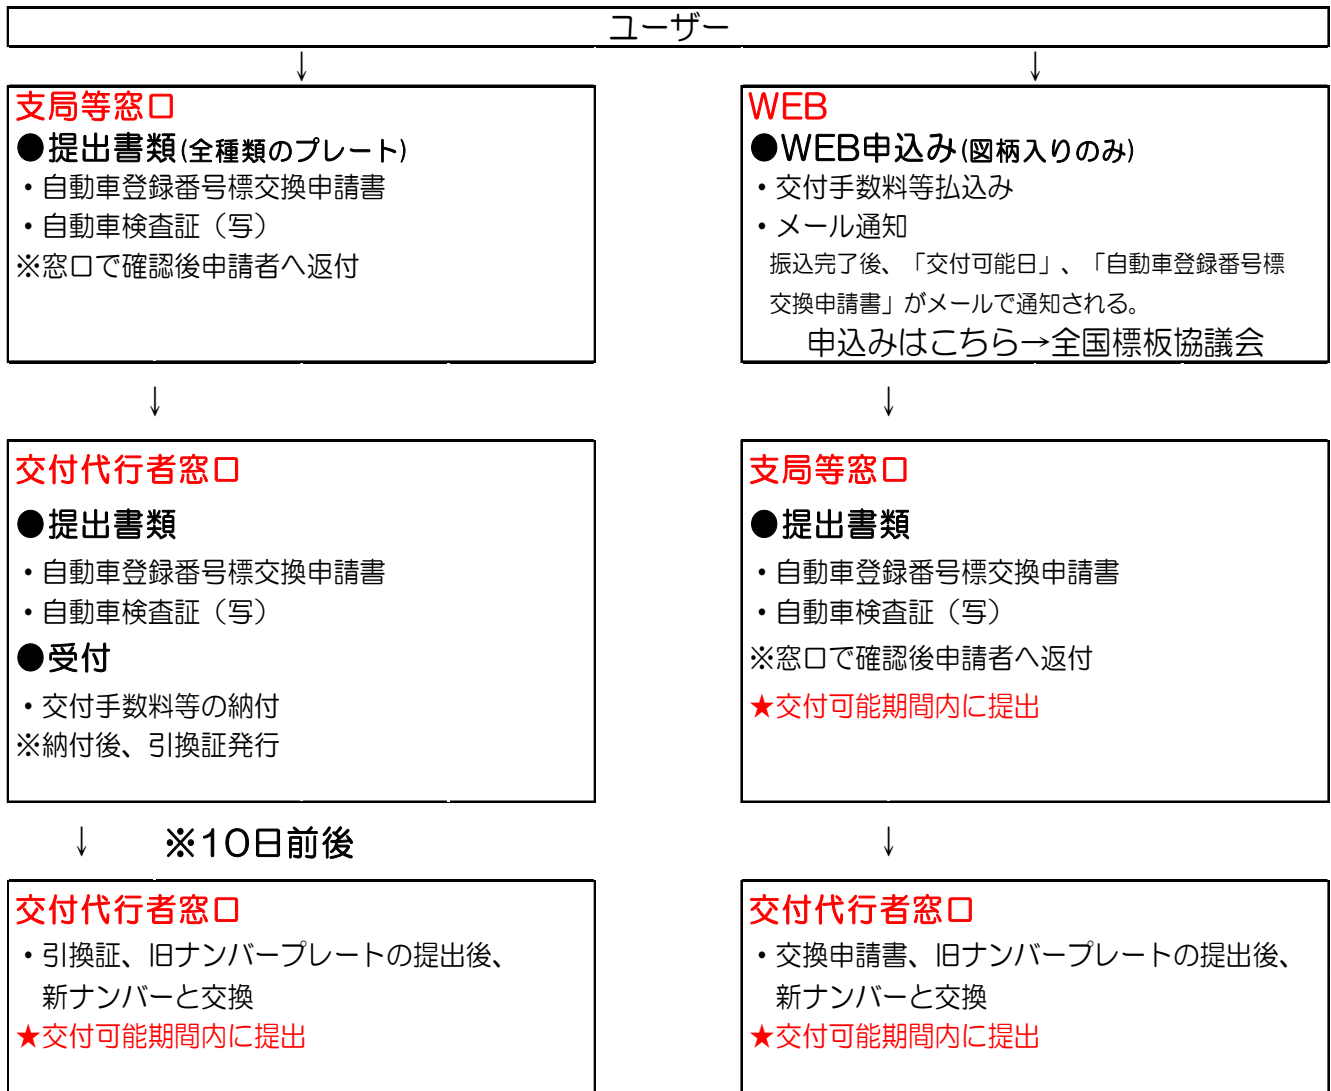 ユーザー
↓
↓
支局等窓口
●提出書類(全種類のプレート)
・自動車登録番号標交換申請書
・自動車検査証（写）
※窓口で確認後申請者へ返付
WEB
●WEB申込み(図柄入りのみ)
・交付手数料等払込み
・メール通知
振込完了後、「交付可能日」、「自動車登録番号標
交換申請書」がメールで通知される。
申込みはこちら→全国標板協議会
↓
↓
交付代行者窓口
●提出書類
・自動車登録番号標交換申請書
・自動車検査証（写）
●受付
・交付手数料等の納付
※納付後、引換証発行
支局等窓口
●提出書類
・自動車登録番号標交換申請書
・自動車検査証（写）
※窓口で確認後申請者へ返付
★交付可能期間内に提出
↓ ※10日前後
↓
交付代行者窓口
・引換証、旧ナンバープレートの提出後、
新ナンバーと交換
★交付可能期間内に提出
交付代行者窓口
・交換申請書、旧ナンバープレートの提出後、
新ナンバーと交換
★交付可能期間内に提出